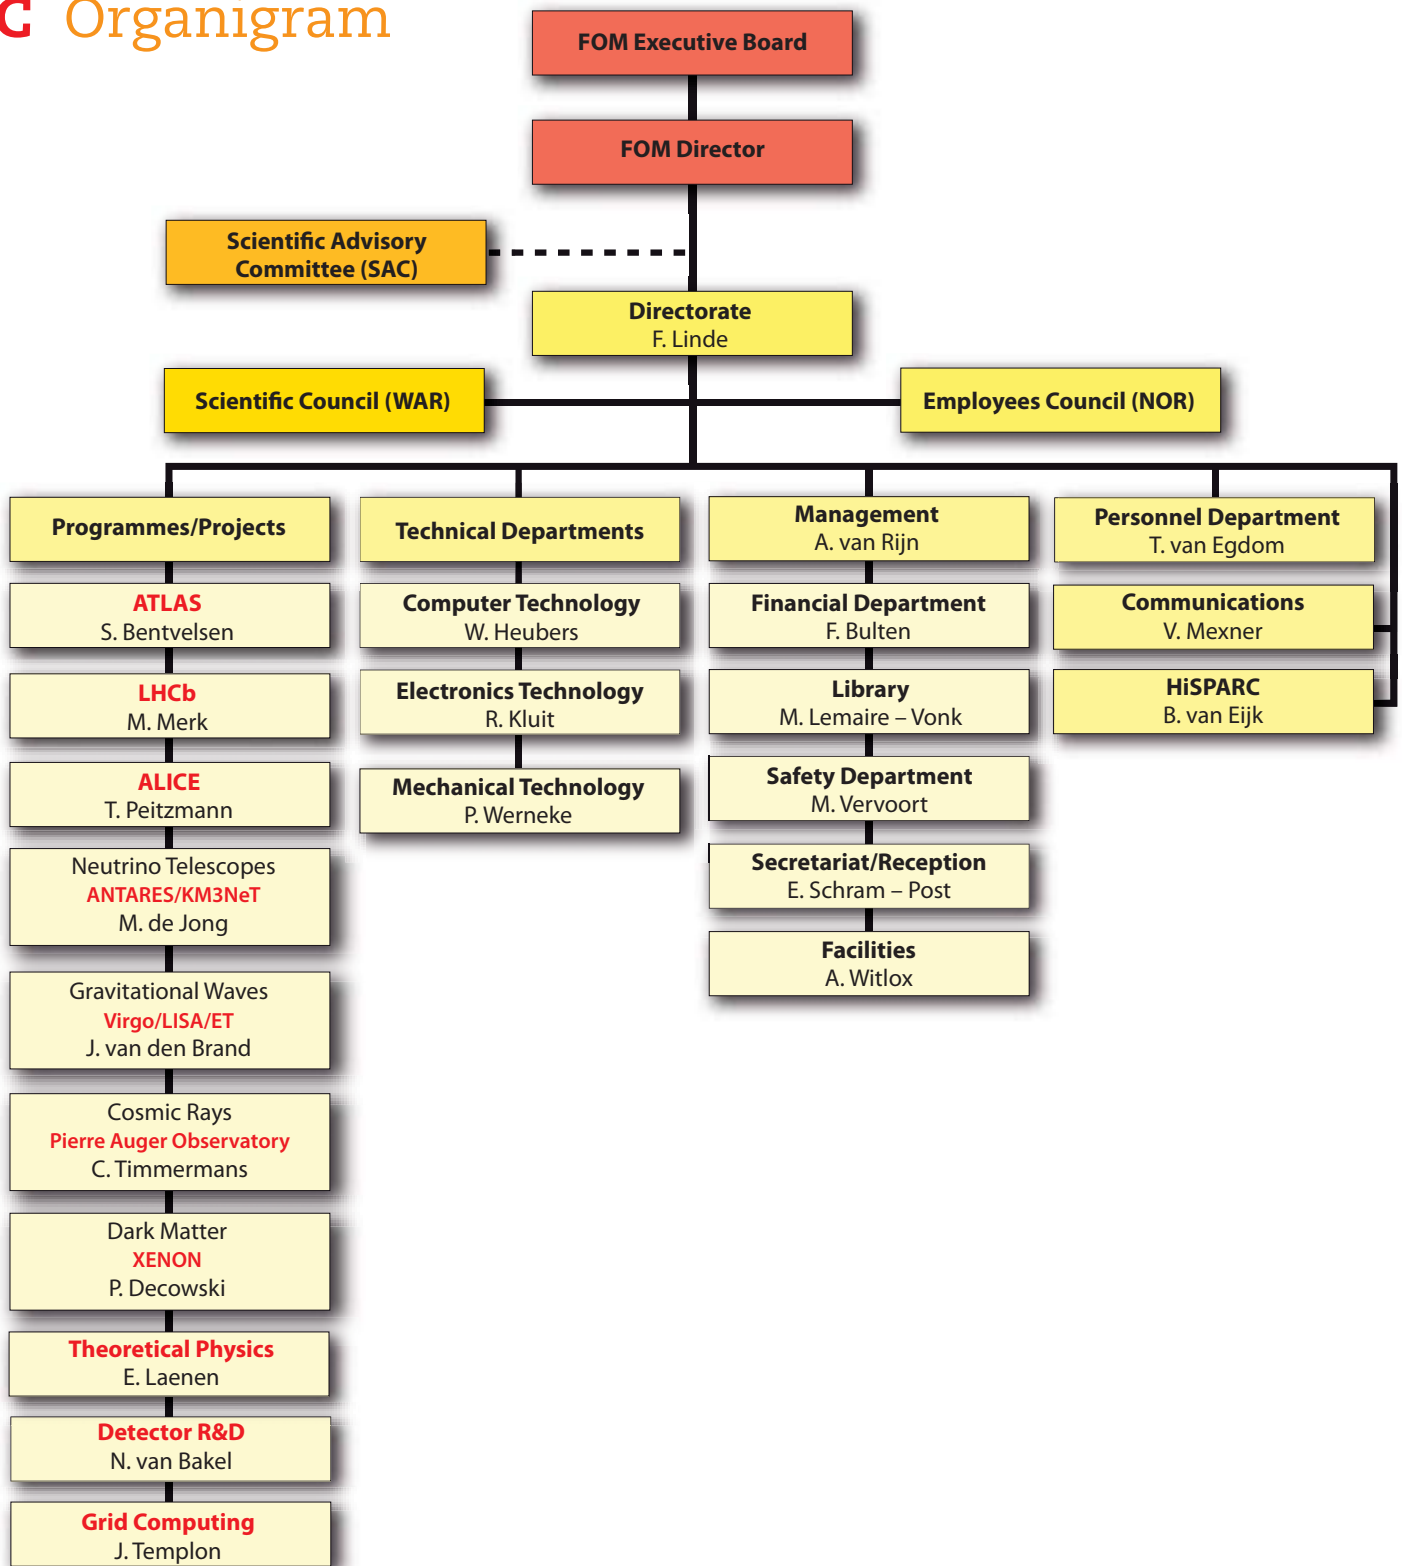 C Organigram
FOM Executive Board
FOM Director
Scientific Advisory
Committee (SAC)
Directorate
F. Linde
Scientific Council (WAR)
Employees Council (NOR)
Programmes/Projects
ATLAS
S. Bentvelsen
LHCb
M. Merk
ALICE
T. Peitzmann
Neutrino Telescopes
ANTARES/KM3NeT
M. de Jong
Gravitational Waves
Virgo/LISA/ET
J. van den Brand
Cosmic Rays
Pierre Auger Observatory
C. Timmermans
Dark Matter
XENON
P. Decowski
Theoretical Physics
E. Laenen
Detector R&D
N. van Bakel
Grid Computing
J. Templon
Technical Departments
Computer Technology
W. Heubers
Electronics Technology
R. Kluit
Mechanical Technology
P. Werneke
Management
A. van Rijn
Financial Department
F. Bulten
Library
M. Lemaire – Vonk
Safety Department
M. Vervoort
Secretariat/Reception
E. Schram – Post
Facilities
A. Witlox
Personnel Department
T. van Egdom
Communications
V. Mexner
HiSPARC
B. van Eijk